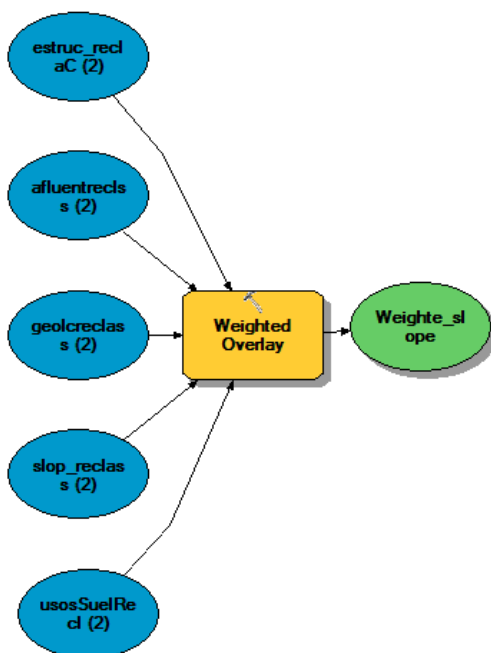 estruc_recl
aC (2)
afluentrecls
s (2)
geolcreclas
s (2)
Weighted
Overlay
Weighte_sl
ope
slop_reclas
s (2)
usosSuelRe
cl (2)